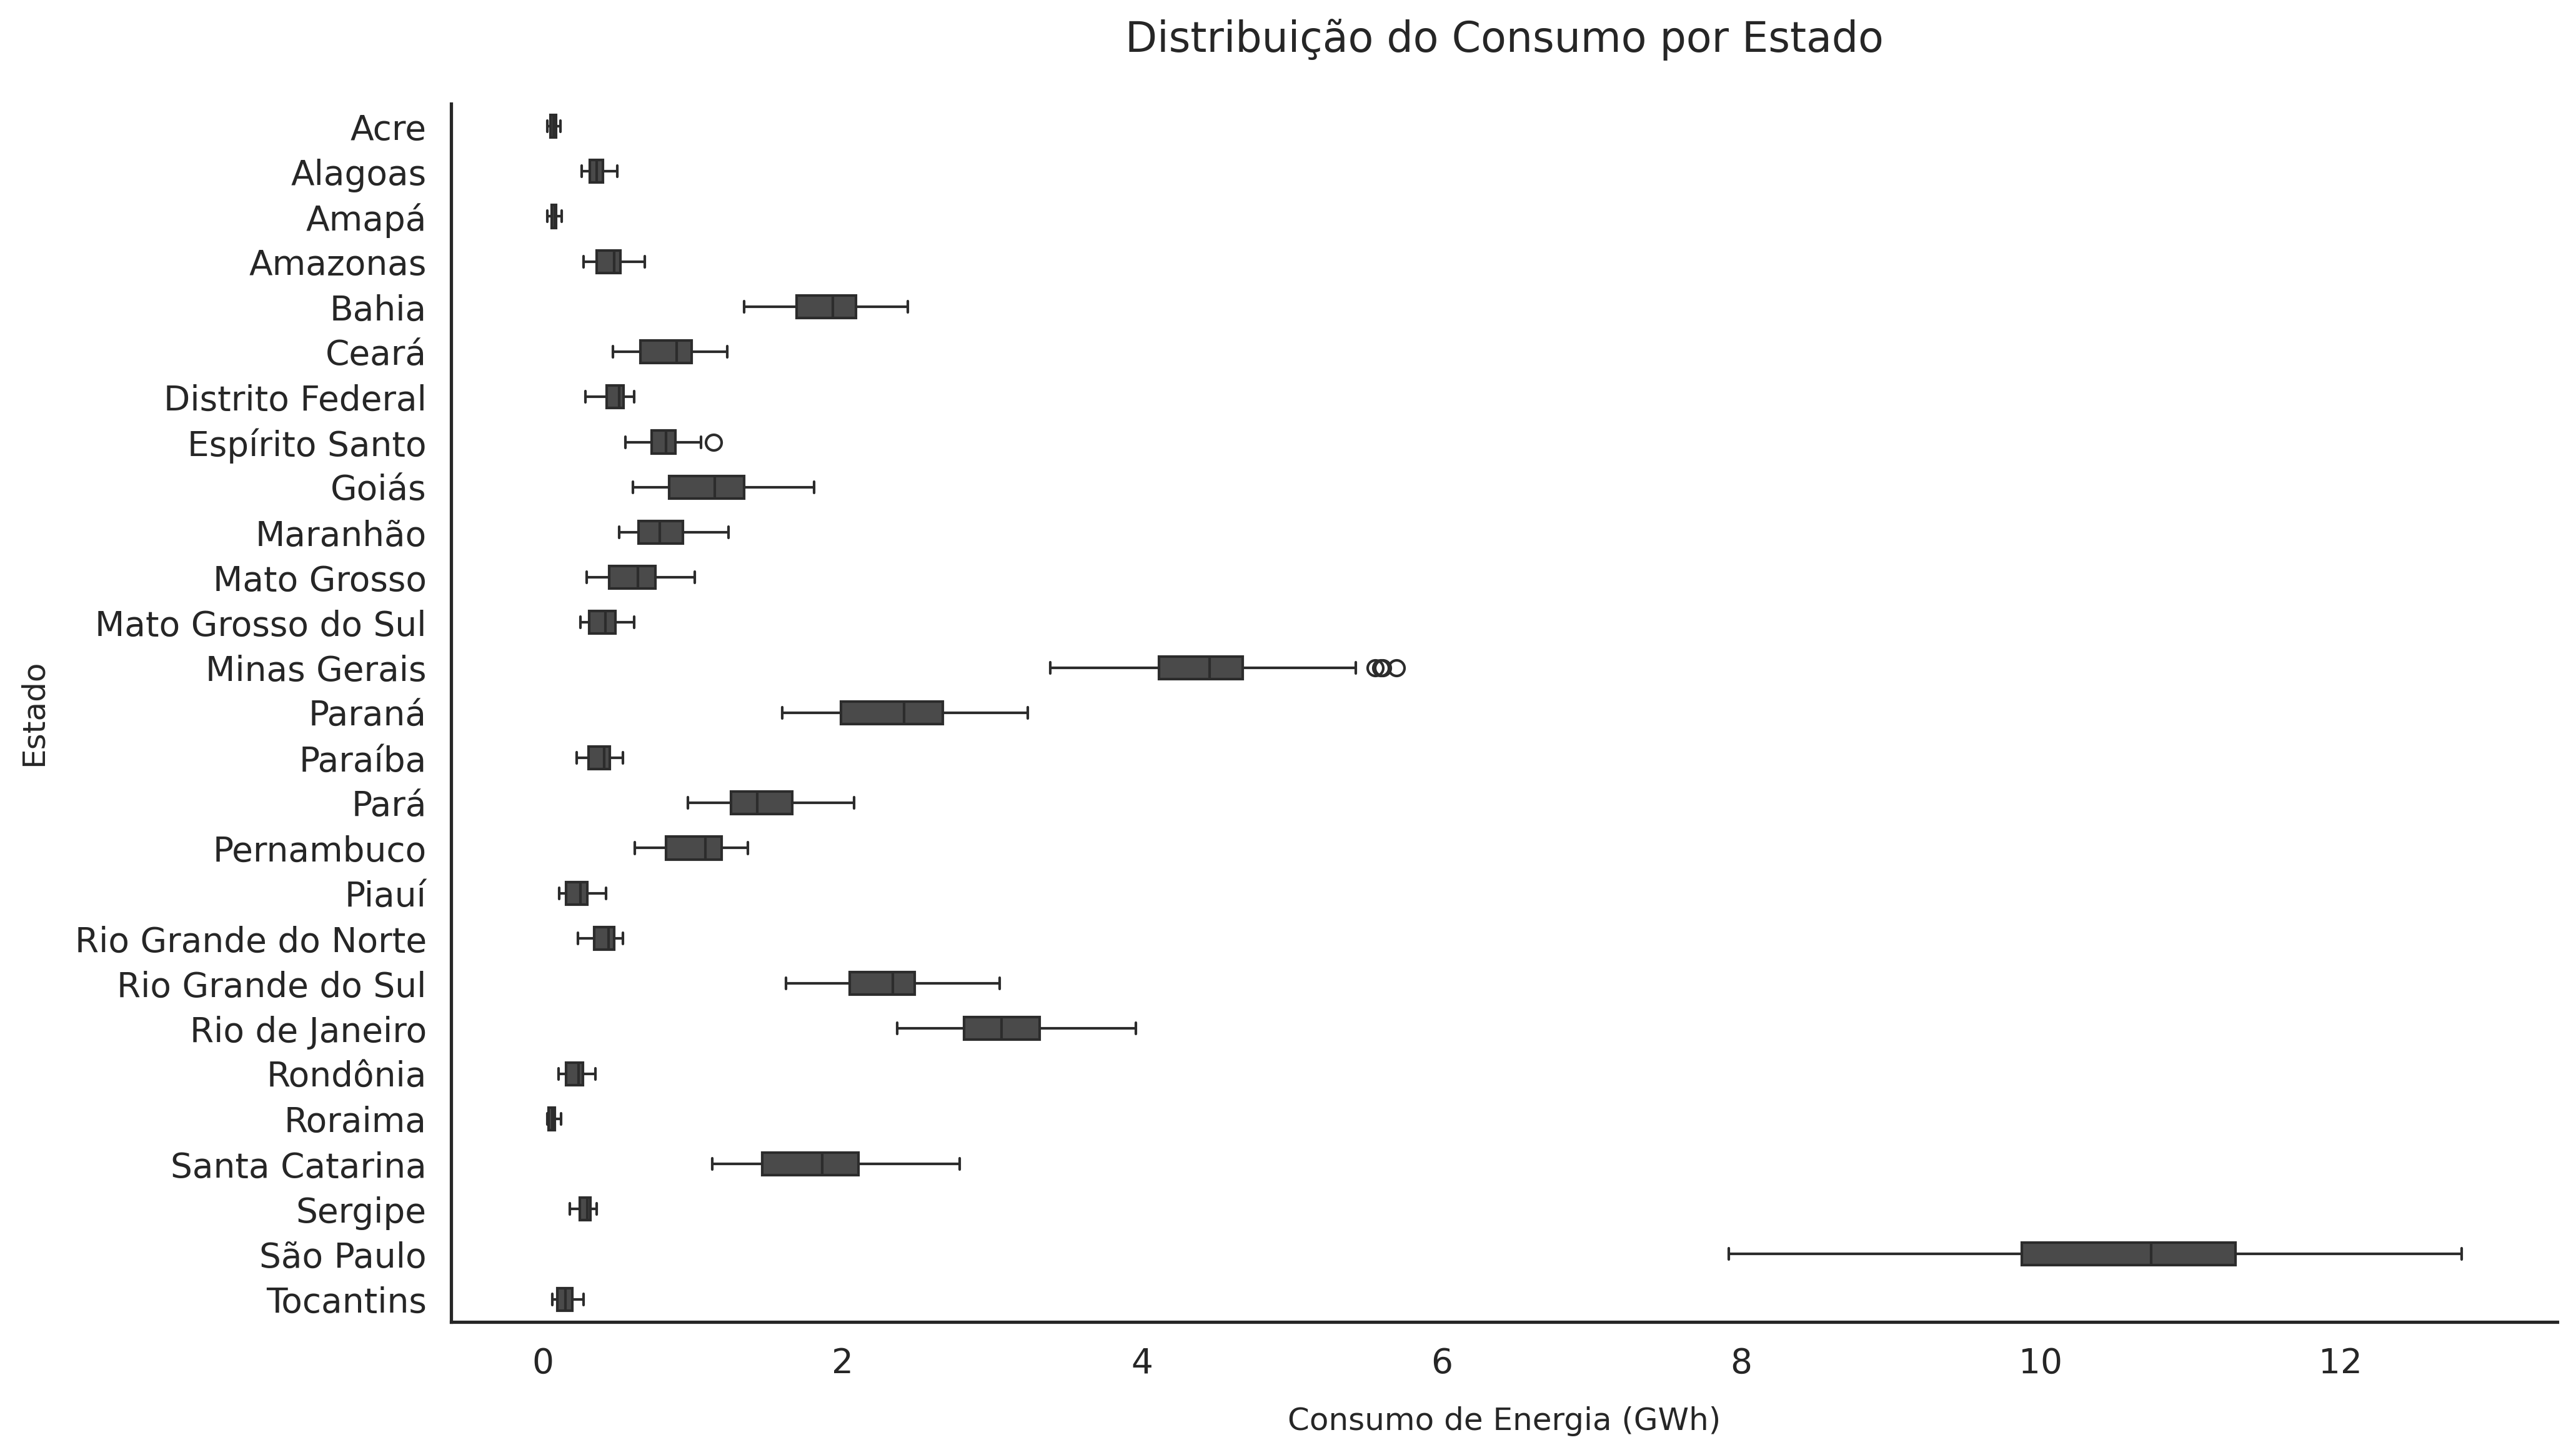 Distribuição do Consumo por Estado
Acre
Alagoas
Amapá
Amazonas
Bahia
Ceará
Distrito Federal
Espírito Santo
Goiás
Maranhão
Mato Grosso
Mato Grosso do Sul
Minas Gerais
Paraná
Paraíba
Pará
Pernambuco
Piauí
Rio Grande do Norte
Rio Grande do Sul
Rio de Janeiro
Rondônia
Roraima
Santa Catarina
Sergipe
São Paulo
Tocantins
Estado
0 2 4 6 8 10 12
Consumo de Energia (GWh)